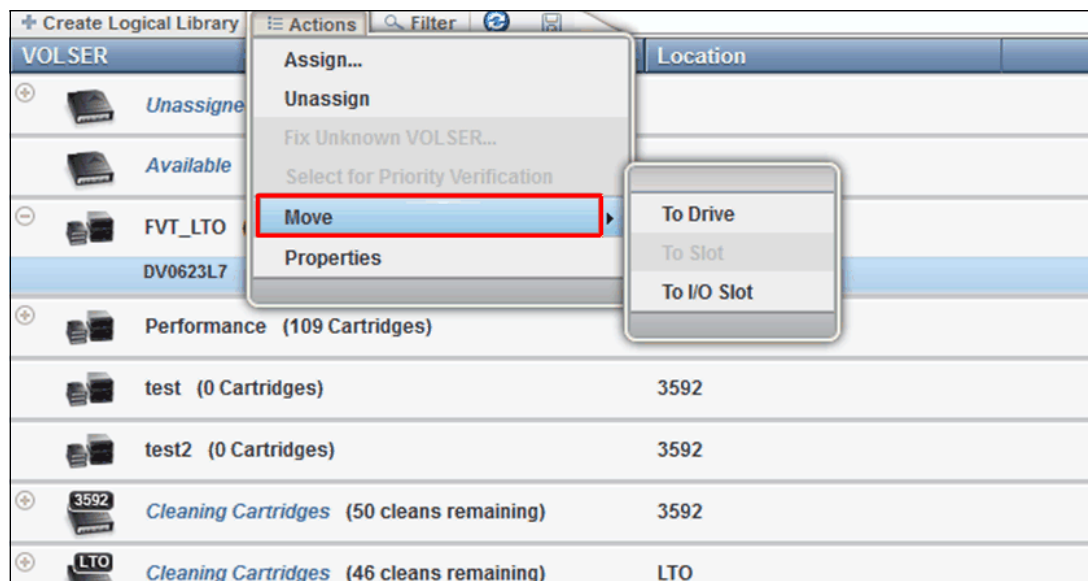 Create Logical Library Actions Filter
VOLSER Location
Assign...
Unassigne Unassign
Fix Unknown VOLSER...
Available Select for Priority Verification
FVT_LTO Move To Drive
DV0623L7 Properties To Slot
To I/O Slot
Performance (109 Cartridges)
test (0 Cartridges) 3592
test2 (0 Cartridges) 3592
3592 Cleaning Cartridges (50 cleans remaining) 3592
LTO Cleaning Cartridges (46 cleans remaining) LTO